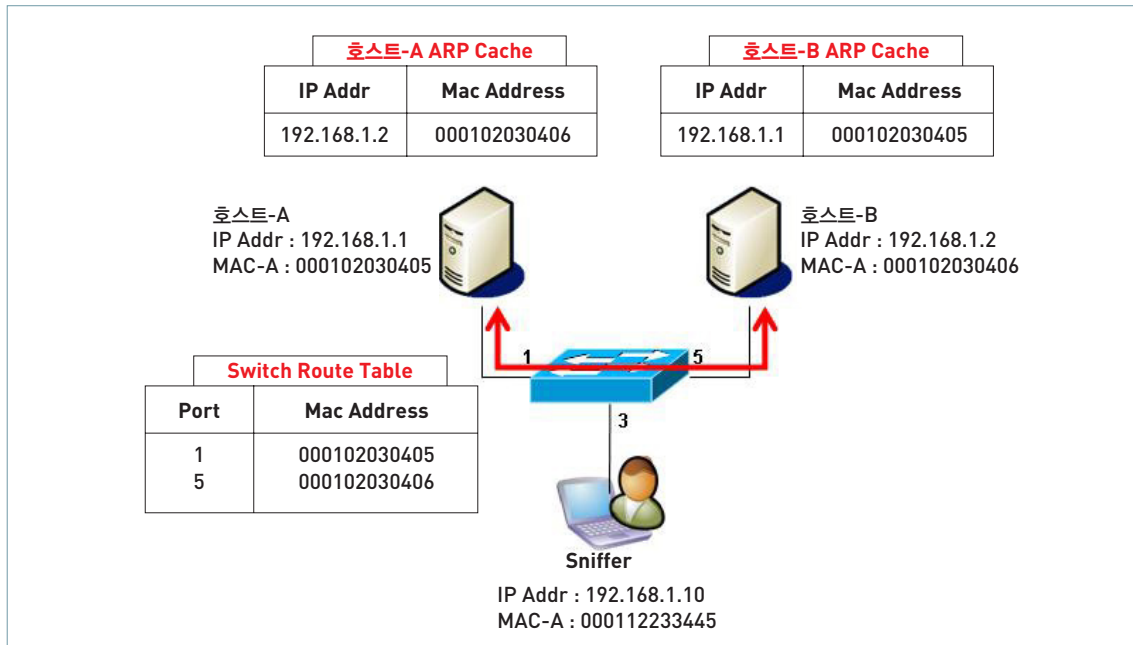 호스트-A ARP Cache
IP Addr Mac Address
192.168.1.2 000102030406
호스트-B ARP Cache
IP Addr Mac Address
192.168.1.1 000102030405
호스트-A
IP Addr : 192.168.1.1
MAC-A : 000102030405
호스트-B
IP Addr : 192.168.1.2
MAC-A : 000102030406
1
5
3
Switch Route Table
Port Mac Address
1 000102030405
5 000102030406
Sniffer
IP Addr : 192.168.1.10
MAC-A : 000112233445